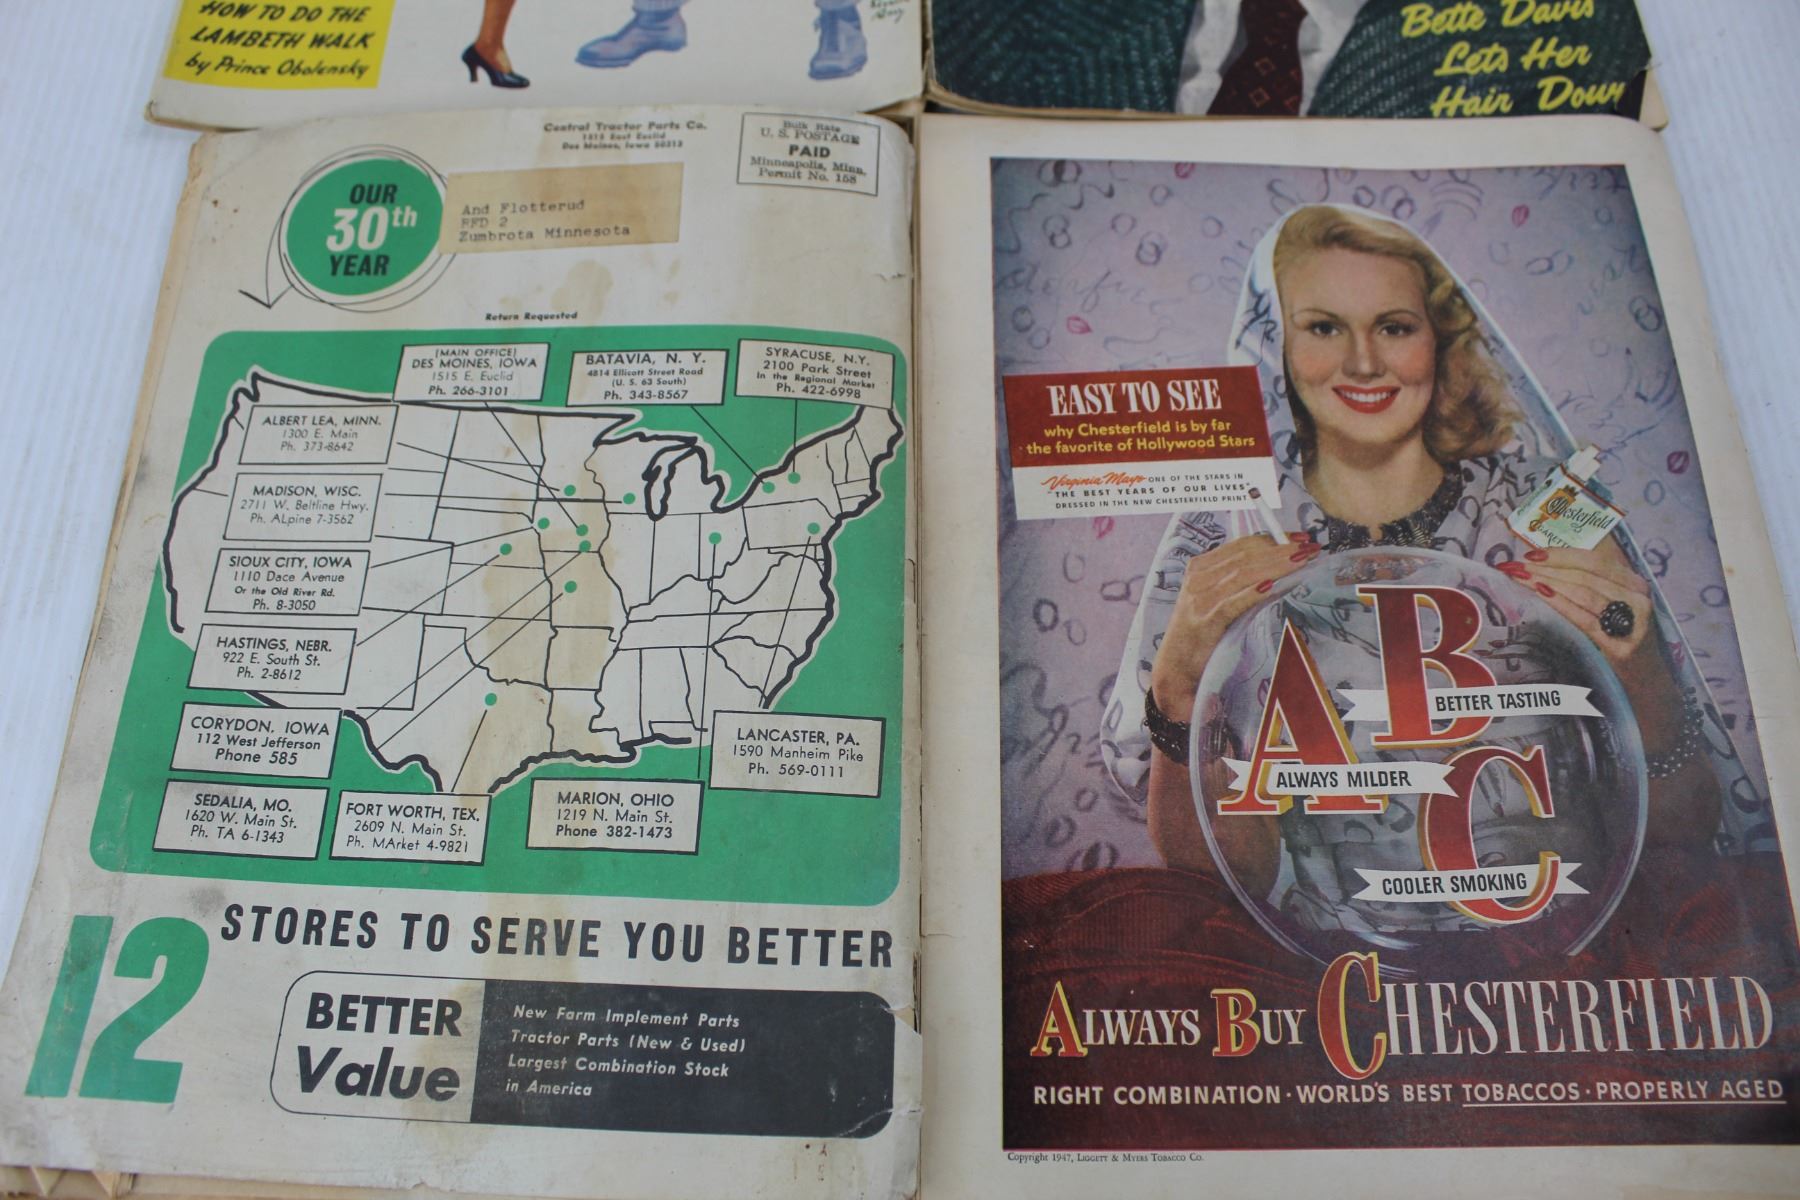 HOW TO DO THE
LAMBETH WALK
by Prince Obolensky
Bette Davis
Lets Her
Hair Down
Central Tractor Parts Co.
1515 East Euclid
Des Moines, Iowa 50313
Bulk Rate
U. S. POSTAGE
PAID
Minneapolis, Minn.
Permit No. 168
OUR
30th
YEAR
And Flotterud
RFD 2
Zumbrota Minnesota
Return Requested
(MAIN OFFICE)
DES MOINES, IOWA
1515 E. Euclid
Ph. 266-3101
BATAVIA, N. Y.
4814 Ellicott Street Road
(U. S. 63 South)
Ph. 343-8567
SYRACUSE, N.Y.
2100 Park Street
In the Regional Market
Ph. 422-6998
ALBERT LEA, MINN.
1300 E. Main
Ph. 373-8642
MADISON, WISC.
2711 W. Beltline Hwy.
Ph. ALpine 7-3562
SIOUX CITY, IOWA
1110 Dace Avenue
Or the Old River Rd.
Ph. 8-3050
HASTINGS, NEBR.
922 E. South St.
Ph. 2-8612
CORYDON, IOWA
112 West Jefferson
Phone 585
SEDALIA, MO.
1620 W. Main St.
Ph. TA 6-1343
FORT WORTH, TEX.
2609 N. Main St.
Ph. MArket 4-9821
MARION, OHIO
1219 N. Main St.
Phone 382-1473
LANCASTER, PA.
1590 Manheim Pike
Ph. 569-0111
12 STORES TO SERVE YOU BETTER
BETTER
Value
New Farm Implement Parts
Tractor Parts (New & Used)
Largest Combination Stock
in America
EASY TO SEE
why Chesterfield is by far
the favorite of Hollywood Stars
Virginia Mayo ONE OF THE STARS IN
"THE BEST YEARS OF OUR LIVES"
DRESSED IN THE NEW CHESTERFIELD PRINT
Chesterfield
A
B
C
BETTER TASTING
ALWAYS MILDER
COOLER SMOKING
ALWAYS BUY CHESTERFIELD
RIGHT COMBINATION · WORLD'S BEST TOBACCOS · PROPERLY AGED
Copyright 1947, LIGGETT & MYERS TOBACCO CO.